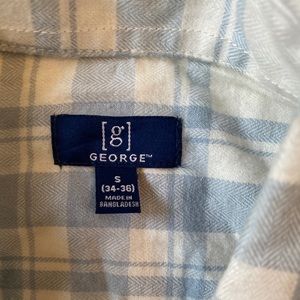 [g]
GEORGE™
S
(34-36)
MADE IN
BANGLADESH